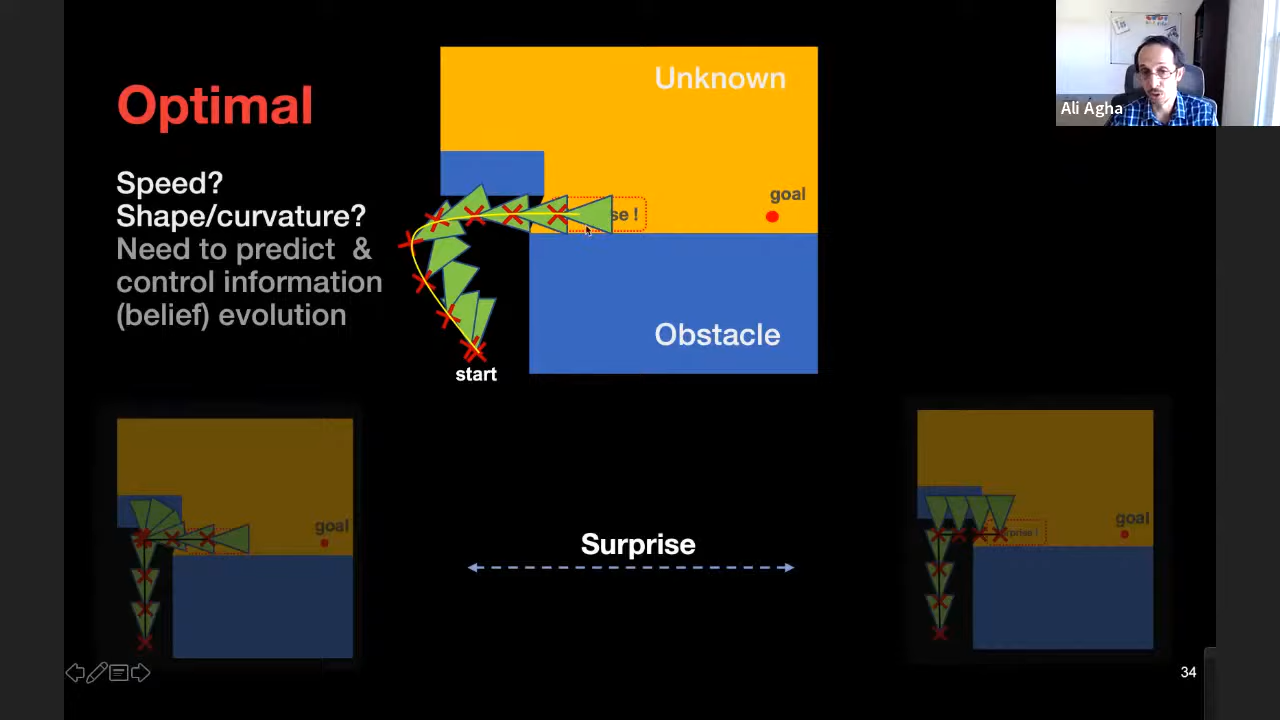 Optimal
Speed?
Shape/curvature?
Need to predict &
control information
(belief) evolution
Unknown
goal
se !
Obstacle
start
Ali Agha
goal
Surprise
goal
34